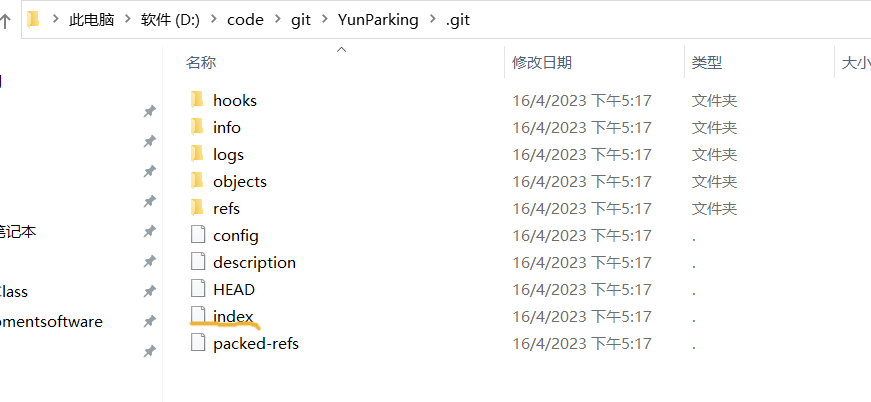 此电脑 > 软件 (D:) > code > git > YunParking > .git
名称 修改日期 类型 大小
hooks 16/4/2023 下午5:17 文件夹
info 16/4/2023 下午5:17 文件夹
logs 16/4/2023 下午5:17 文件夹
objects 16/4/2023 下午5:17 文件夹
refs 16/4/2023 下午5:17 文件夹
笔记本 config 16/4/2023 下午5:17 .
description 16/4/2023 下午5:17 .
Class HEAD 16/4/2023 下午5:17 .
omentsoftware index 16/4/2023 下午5:17 .
packed-refs 16/4/2023 下午5:17 .